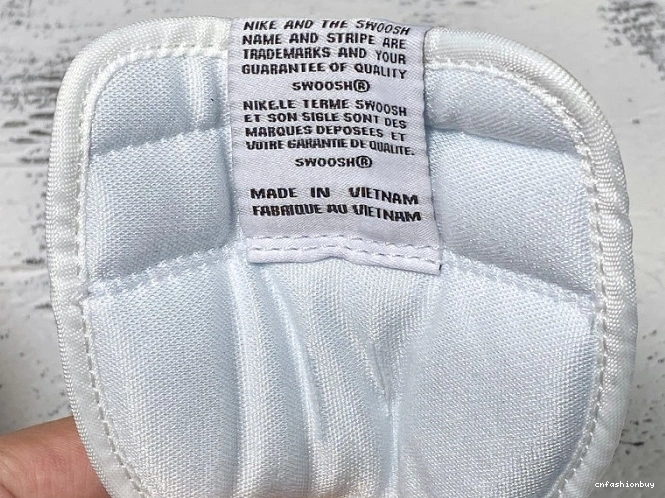 NIKE AND THE SWOOSH
NAME AND STRIPE ARE
TRADEMARKS AND YOUR
GUARANTEE OF QUALITY
SWOOSH®
NIKE.LE TERME SWOOSH
ET SON SIGLE SONT DES
MARQUES DEPOSEES ET
VOTRE GARANTIE DE QUALITE.
SWOOSH®
MADE IN VIETNAM
FABRIQUE AU VIETNAM
cnfashionbuy